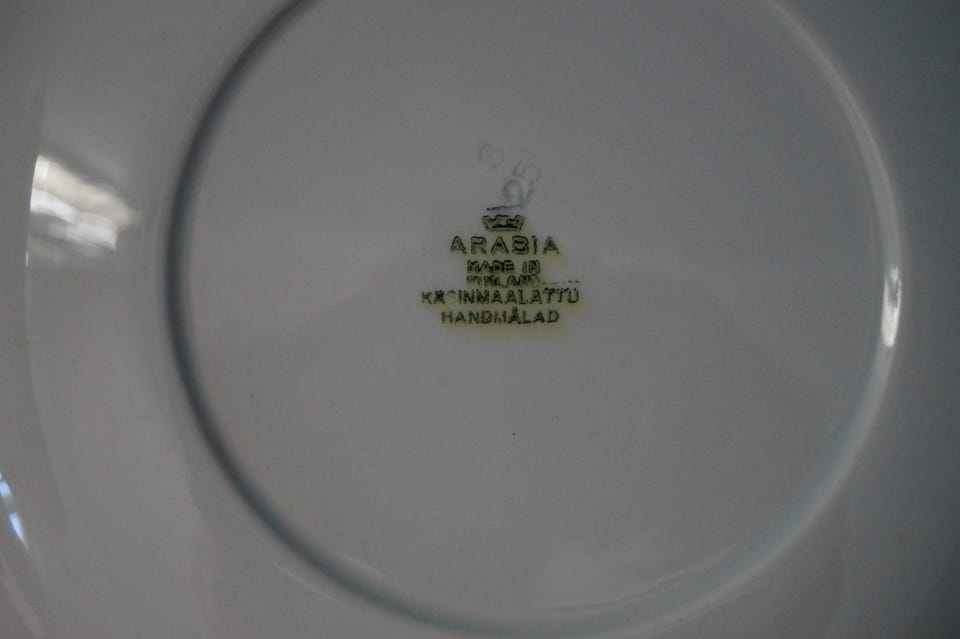 ARABIA
MADE IN
FINLAND
KÄSINMAALATTU
HANDMÅLAD